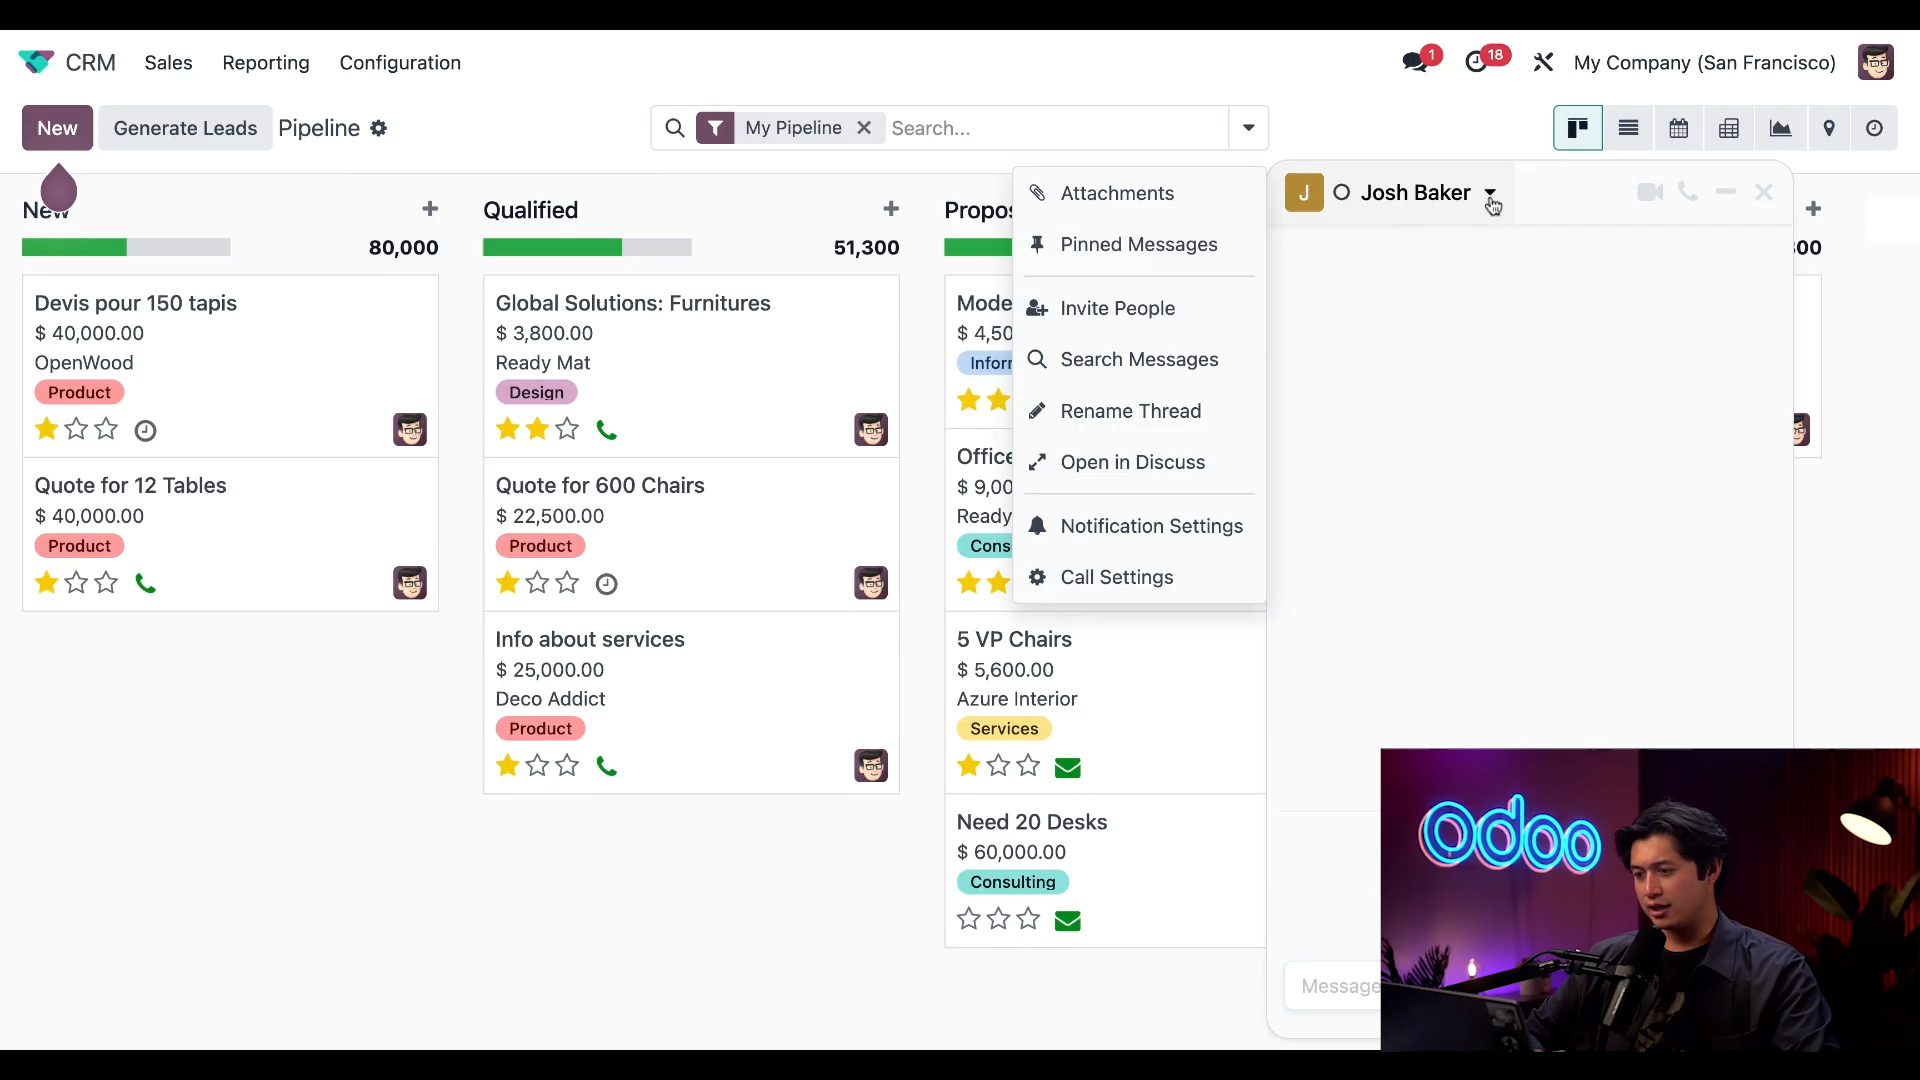 CRM
Sales
Reporting
Configuration
1
18
My Company (San Francisco)
New
Generate Leads
Pipeline
My Pipeline
Search...
New
80,000
Devis pour 150 tapis
$ 40,000.00
OpenWood
Product
Quote for 12 Tables
$ 40,000.00
Product
Qualified
51,300
Global Solutions: Furnitures
$ 3,800.00
Ready Mat
Design
Quote for 600 Chairs
$ 22,500.00
Product
Info about services
$ 25,000.00
Deco Addict
Product
Propos
Mode
$ 4,50
Inforr
Office
$ 9,00
Ready
Cons
5 VP Chairs
$ 5,600.00
Azure Interior
Services
Need 20 Desks
$ 60,000.00
Consulting
Attachments
Pinned Messages
Invite People
Search Messages
Rename Thread
Open in Discuss
Notification Settings
Call Settings
J
Josh Baker
00
Message
odoo